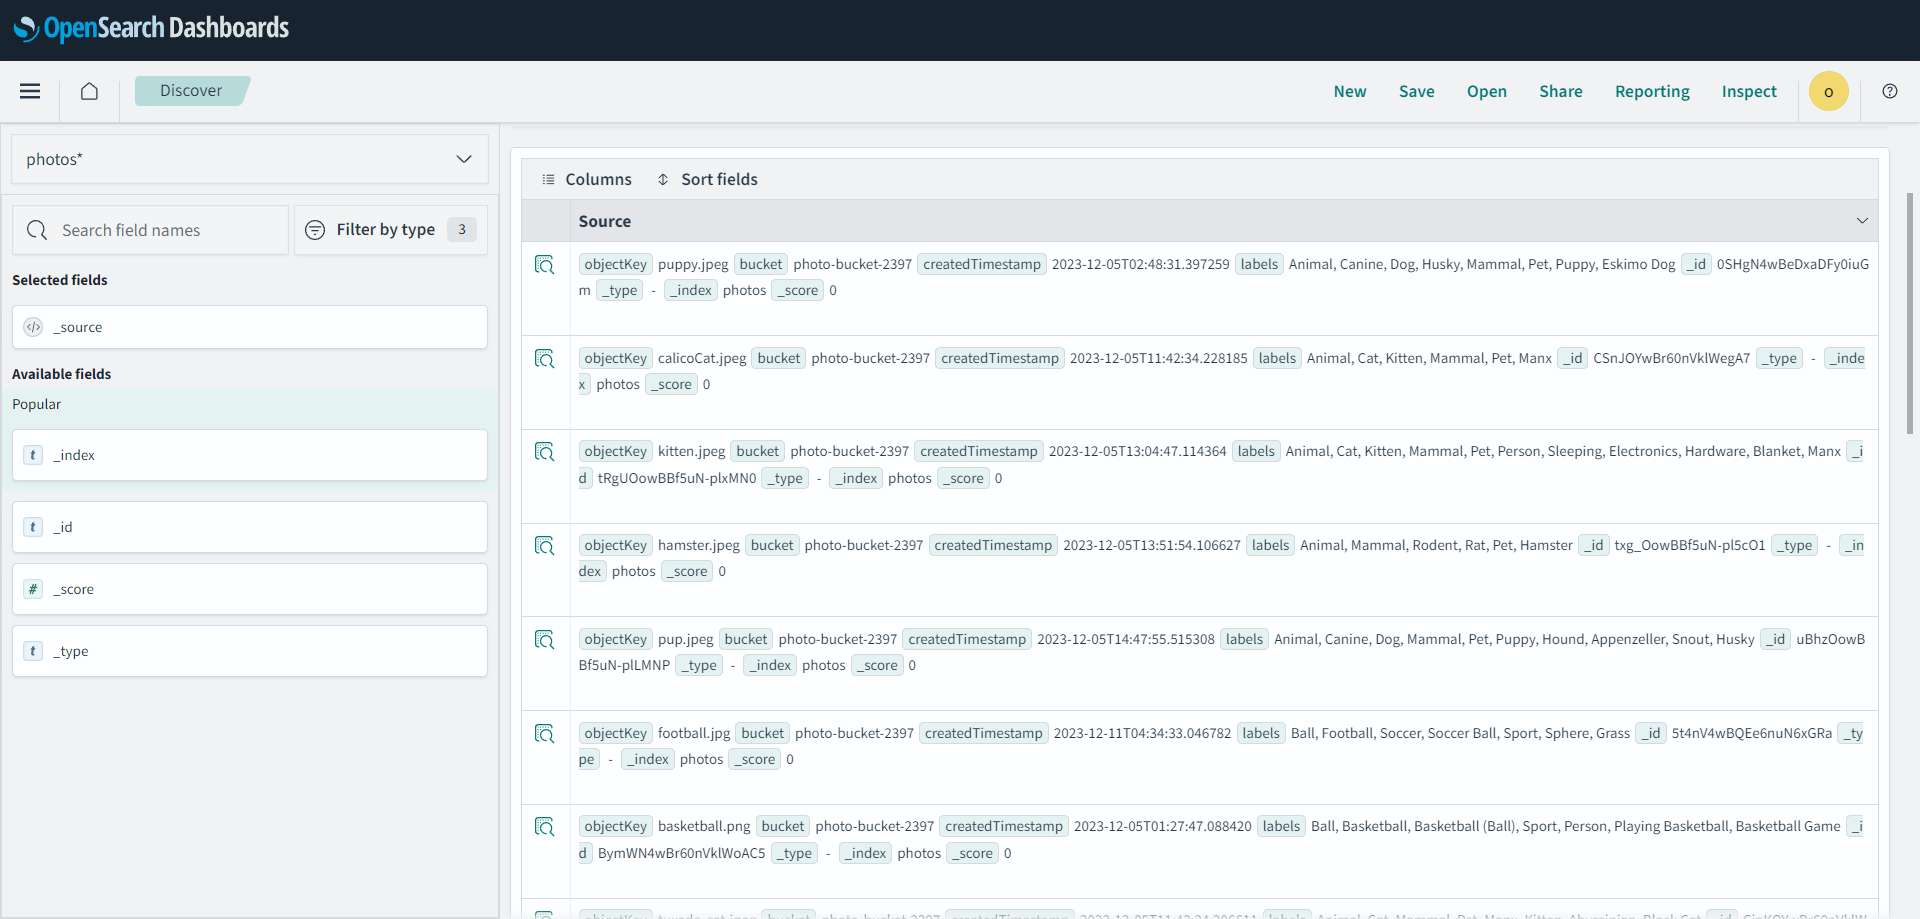 OpenSearch Dashboards
Discover
New Save Open Share Reporting Inspect o
photos*
Search field names
Filter by type 3
Selected fields
_source
Available fields
Popular
t _index
t _id
# _score
t _type
Columns Sort fields
Source
objectKey puppy.jpeg bucket photo-bucket-2397 createdTimestamp 2023-12-05T02:48:31.397259 labels Animal, Canine, Dog, Husky, Mammal, Pet, Puppy, Eskimo Dog _id 0SHgN4wBeDxaDFy0iuG
m _type - _index photos _score 0
objectKey calicoCat.jpeg bucket photo-bucket-2397 createdTimestamp 2023-12-05T11:42:34.228185 labels Animal, Cat, Kitten, Mammal, Pet, Manx _id CSnJOYwBr60nVklWegA7 _type - _inde
x photos _score 0
objectKey kitten.jpeg bucket photo-bucket-2397 createdTimestamp 2023-12-05T13:04:47.114364 labels Animal, Cat, Kitten, Mammal, Pet, Person, Sleeping, Electronics, Hardware, Blanket, Manx _i
d tRgUOowBBf5uN-plxMN0 _type - _index photos _score 0
objectKey hamster.jpeg bucket photo-bucket-2397 createdTimestamp 2023-12-05T13:51:54.106627 labels Animal, Mammal, Rodent, Rat, Pet, Hamster _id txg_OowBBf5uN-pl5cO1 _type - _in
dex photos _score 0
objectKey pup.jpeg bucket photo-bucket-2397 createdTimestamp 2023-12-05T14:47:55.515308 labels Animal, Canine, Dog, Mammal, Pet, Puppy, Hound, Appenzeller, Snout, Husky _id uBhzOowB
Bf5uN-plLMNP _type - _index photos _score 0
objectKey football.jpg bucket photo-bucket-2397 createdTimestamp 2023-12-11T04:34:33.046782 labels Ball, Football, Soccer, Soccer Ball, Sport, Sphere, Grass _id 5t4nV4wBQEe6nuN6xGRa _ty
pe - _index photos _score 0
objectKey basketball.png bucket photo-bucket-2397 createdTimestamp 2023-12-05T01:27:47.088420 labels Ball, Basketball, Basketball (Ball), Sport, Person, Playing Basketball, Basketball Game _i
d BymWN4wBr60nVklWoAC5 _type - _index photos _score 0